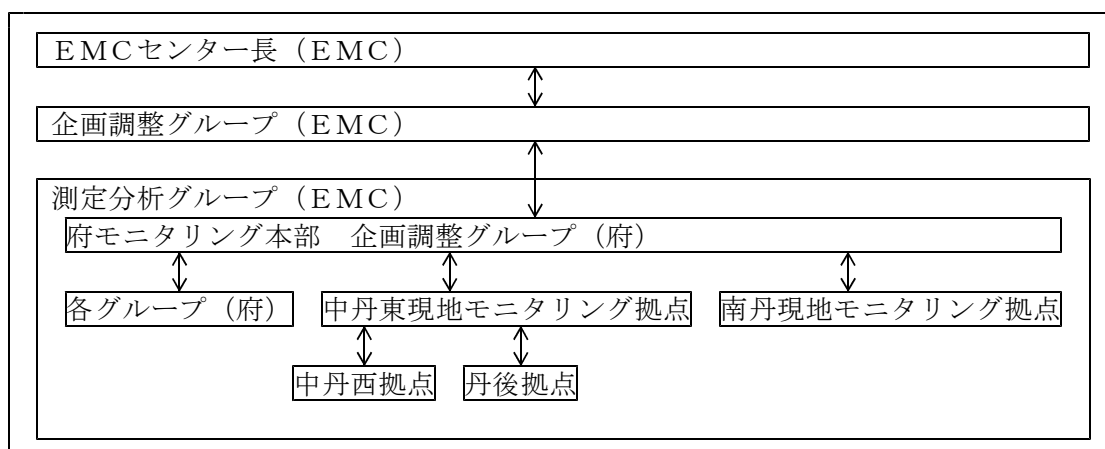 ＥＭＣセンター長（ＥＭＣ）
企画調整グループ（ＥＭＣ）
測定分析グループ（ＥＭＣ）
府モニタリング本部　企画調整グループ（府）
各グループ（府）　中丹東現地モニタリング拠点　南丹現地モニタリング拠点
中丹西拠点　丹後拠点